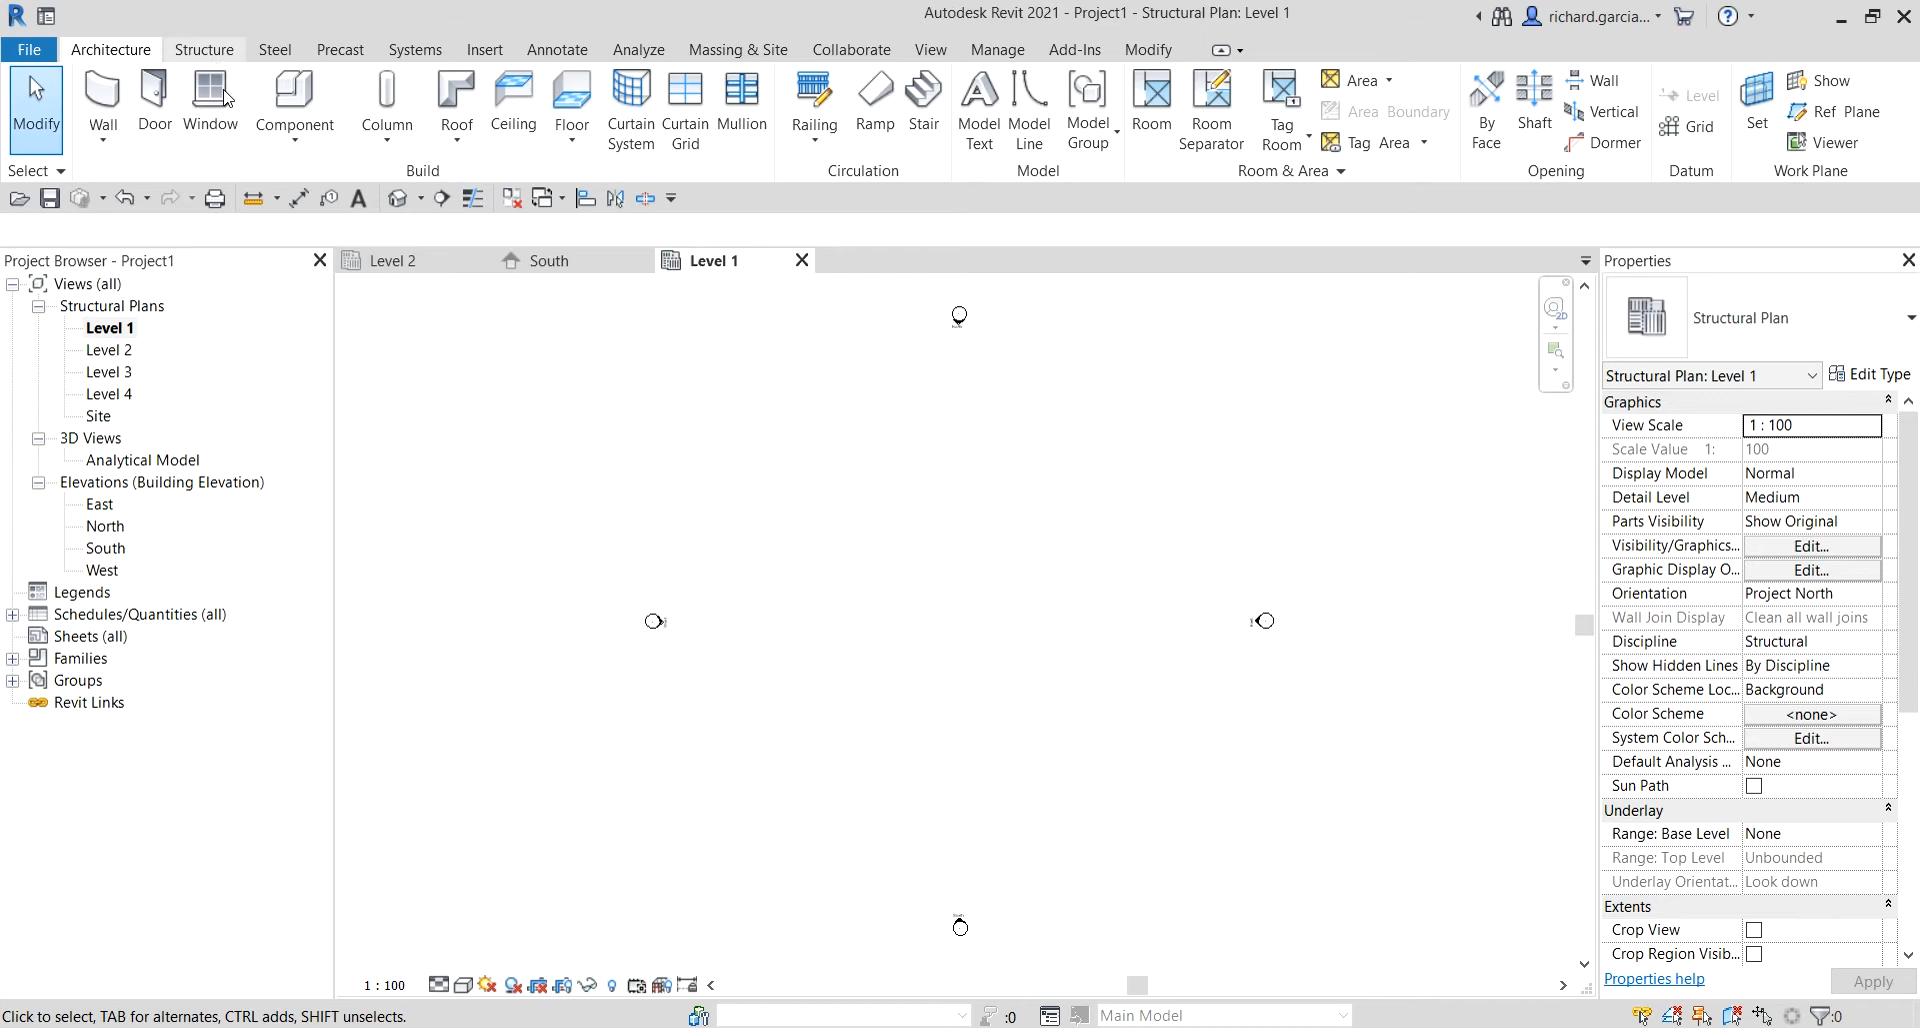 Autodesk Revit 2021 - Project1 - Structural Plan: Level 1
richard.garcia...
File Architecture Structure Steel Precast Systems Insert Annotate Analyze Massing & Site Collaborate View Manage Add-Ins Modify
Modify
Wall
Door
Window
Component
Column
Roof
Ceiling
Floor
Curtain System
Curtain Grid
Mullion
Railing
Ramp
Stair
Model Text
Model Line
Model Group
Room
Room Separator
Tag Room
Area
Area Boundary
Tag Area
By Face
Shaft
Wall
Vertical
Dormer
Level
Grid
Set
Show
Ref Plane
Viewer
Select
Build
Circulation
Model
Room & Area
Opening
Datum
Work Plane
Project Browser - Project1
Views (all)
Structural Plans
Level 1
Level 2
Level 3
Level 4
Site
3D Views
Analytical Model
Elevations (Building Elevation)
East
North
South
West
Legends
Schedules/Quantities (all)
Sheets (all)
Families
Groups
Revit Links
Level 2
South
Level 1
2D
1 : 100
Properties
Structural Plan
Structural Plan: Level 1
Edit Type
Graphics
View Scale 1 : 100
Scale Value 1: 100
Display Model Normal
Detail Level Medium
Parts Visibility Show Original
Visibility/Graphics... Edit...
Graphic Display O... Edit...
Orientation Project North
Wall Join Display Clean all wall joins
Discipline Structural
Show Hidden Lines By Discipline
Color Scheme Loc... Background
Color Scheme <none>
System Color Sch... Edit...
Default Analysis ... None
Sun Path
Underlay
Range: Base Level None
Range: Top Level Unbounded
Underlay Orientat... Look down
Extents
Crop View
Crop Region Visib...
Properties help
Apply
Click to select, TAB for alternates, CTRL adds, SHIFT unselects.
:0
Main Model
:0